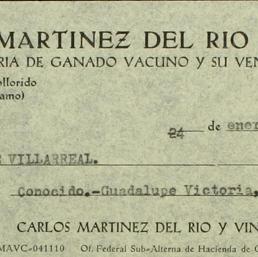 MARTINEZ DEL RIO
RIA DE GANADO VACUNO Y SU VEN
ollorido
amo)
24 de ener
VILLARREAL.
Conocido.-Guadalupe Victoria,
CARLOS MARTINEZ DEL RIO Y VIN
MAVC-041110 Of. Federal Sub-Alterna de Hacienda de C